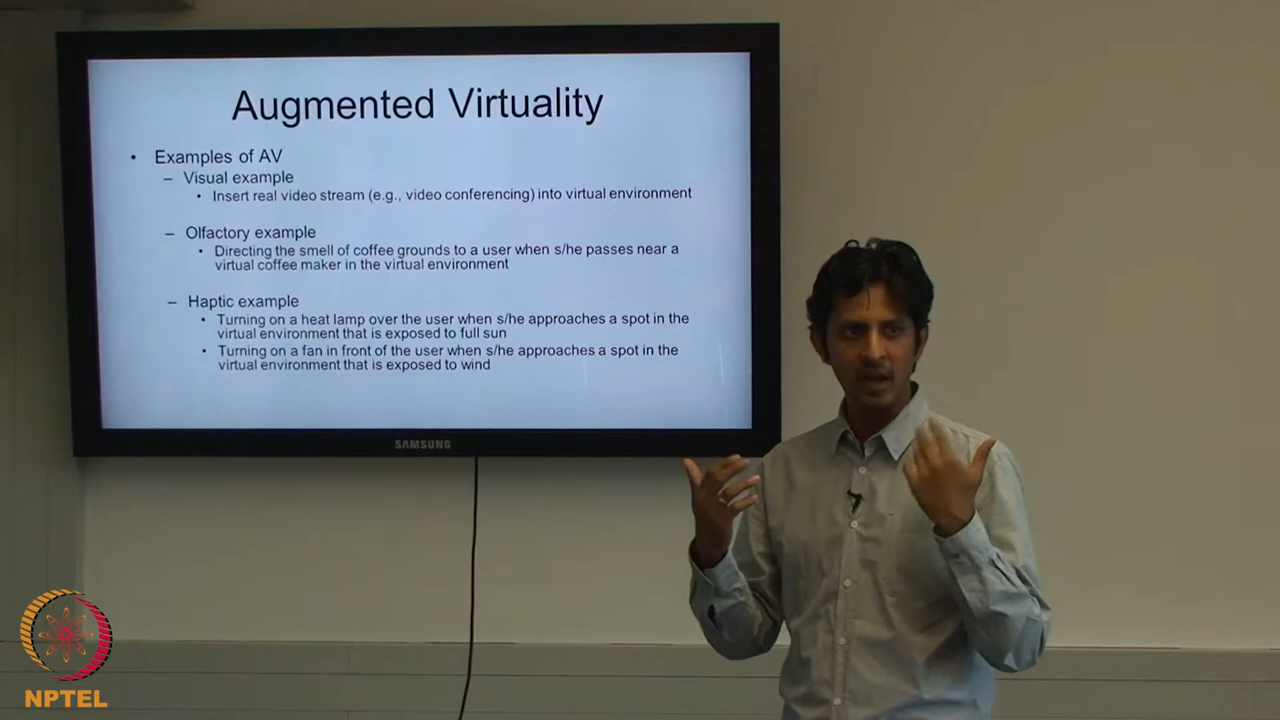 Augmented Virtuality
• Examples of AV
– Visual example
• Insert real video stream (e.g., video conferencing) into virtual environment
– Olfactory example
• Directing the smell of coffee grounds to a user when s/he passes near a
virtual coffee maker in the virtual environment
– Haptic example
• Turning on a heat lamp over the user when s/he approaches a spot in the
virtual environment that is exposed to full sun
• Turning on a fan in front of the user when s/he approaches a spot in the
virtual environment that is exposed to wind
SAMSUNG
NPTEL